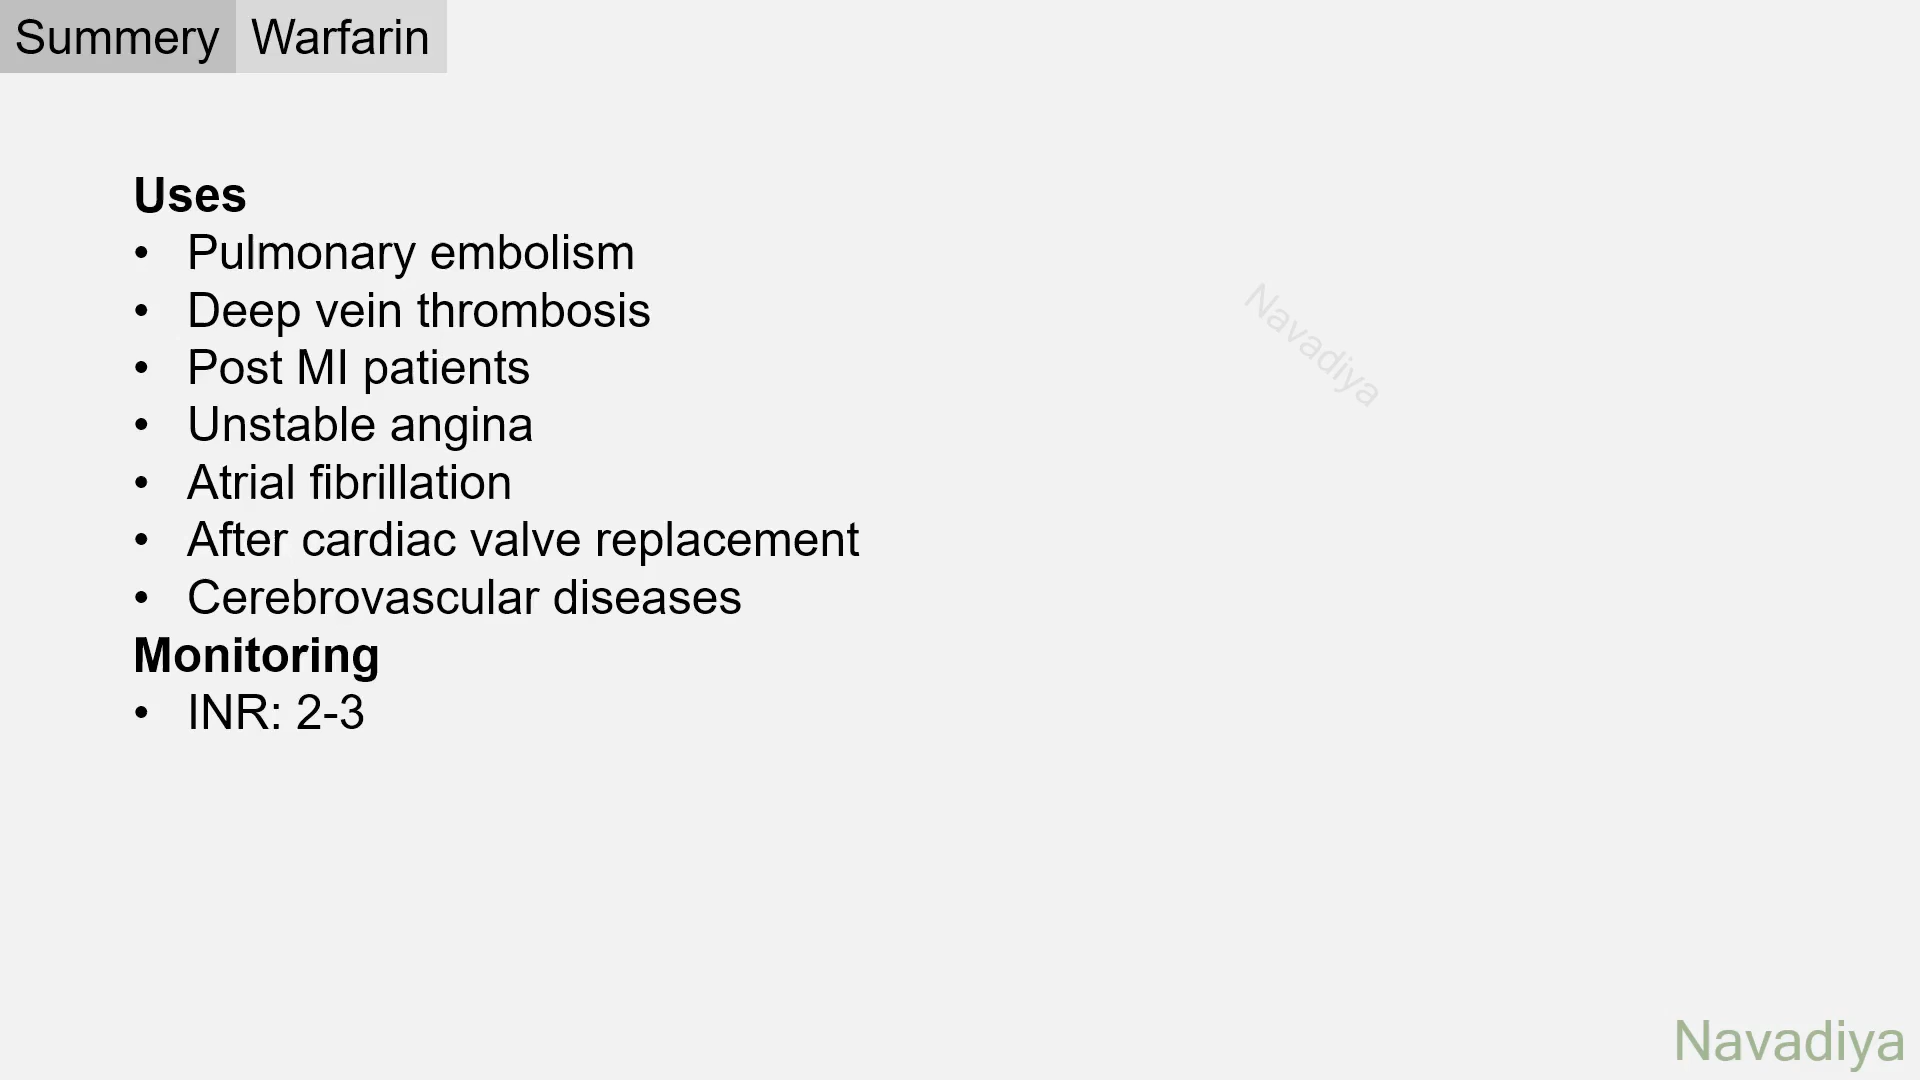 Summery Warfarin
Uses
• Pulmonary embolism
• Deep vein thrombosis
• Post MI patients
• Unstable angina
• Atrial fibrillation
• After cardiac valve replacement
• Cerebrovascular diseases
Monitoring
• INR: 2-3
Navadiya
Navadiya